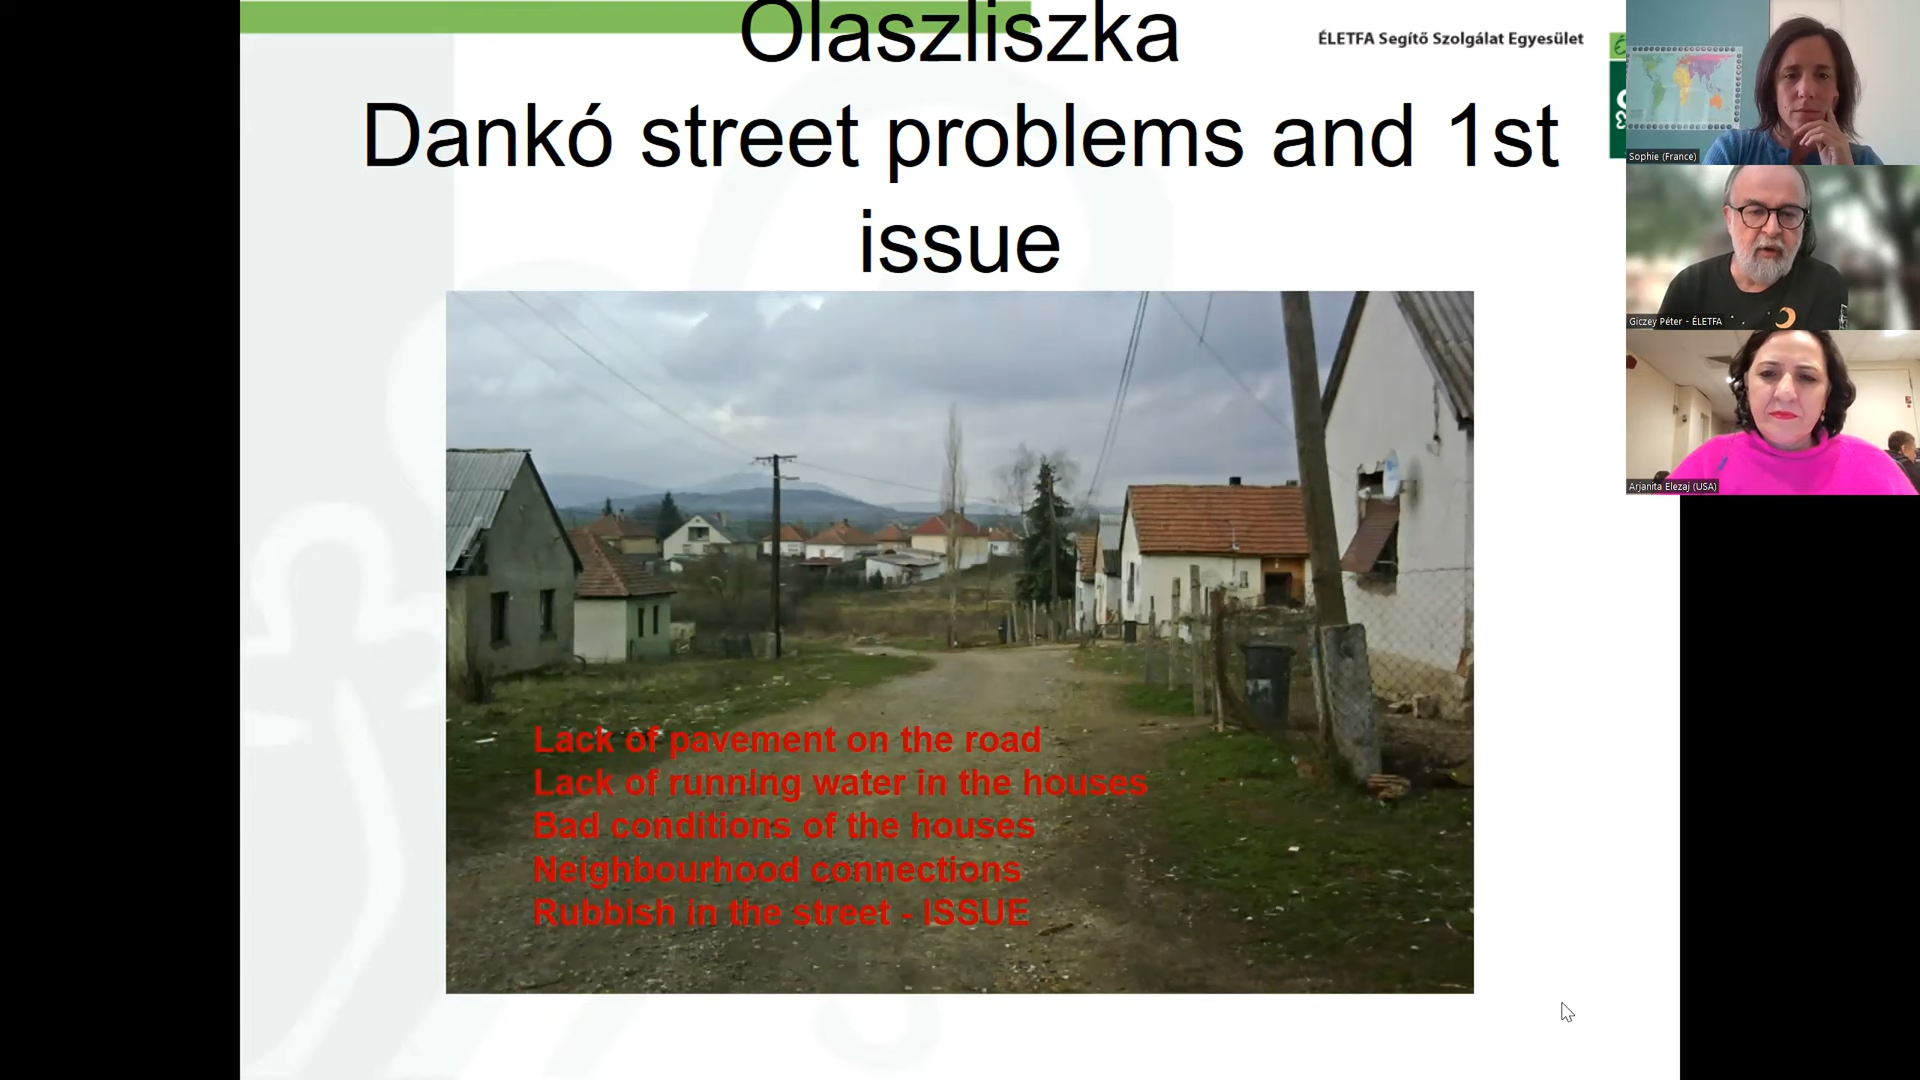 Olaszliszka
Dankó street problems and 1st
issue
ÉLETFA Segítő Szolgálat Egyesület
Lack of pavement on the road
Lack of running water in the houses
Bad conditions of the houses
Neighbourhood connections
Rubbish in the street - ISSUE
Sophie (France)
Giczey Péter - ÉLETFA
Arjanita Elezaj (USA)